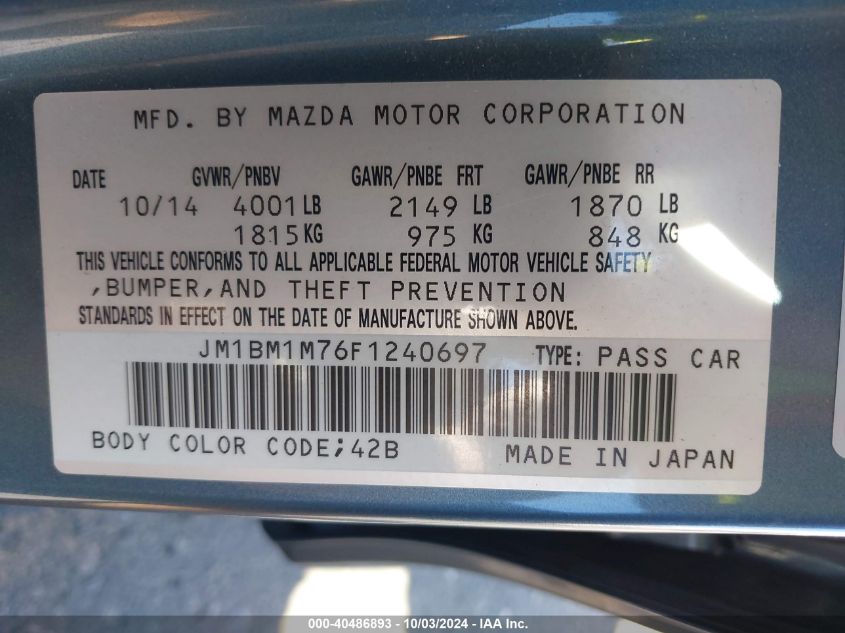 MFD. BY MAZDA MOTOR CORPORATION
DATE GVWR/PNBV GAWR/PNBE FRT GAWR/PNBE RR
10/14 4001 LB 2149 LB 1870 LB
1815 KG 975 KG 848 KG
THIS VEHICLE CONFORMS TO ALL APPLICABLE FEDERAL MOTOR VEHICLE SAFETY
,BUMPER,AND THEFT PREVENTION
STANDARDS IN EFFECT ON THE DATE OF MANUFACTURE SHOWN ABOVE.
JM1BM1M76F1240697 TYPE: PASS CAR
BODY COLOR CODE;42B MADE IN JAPAN
000-40486893 - 10/03/2024 - IAA Inc.